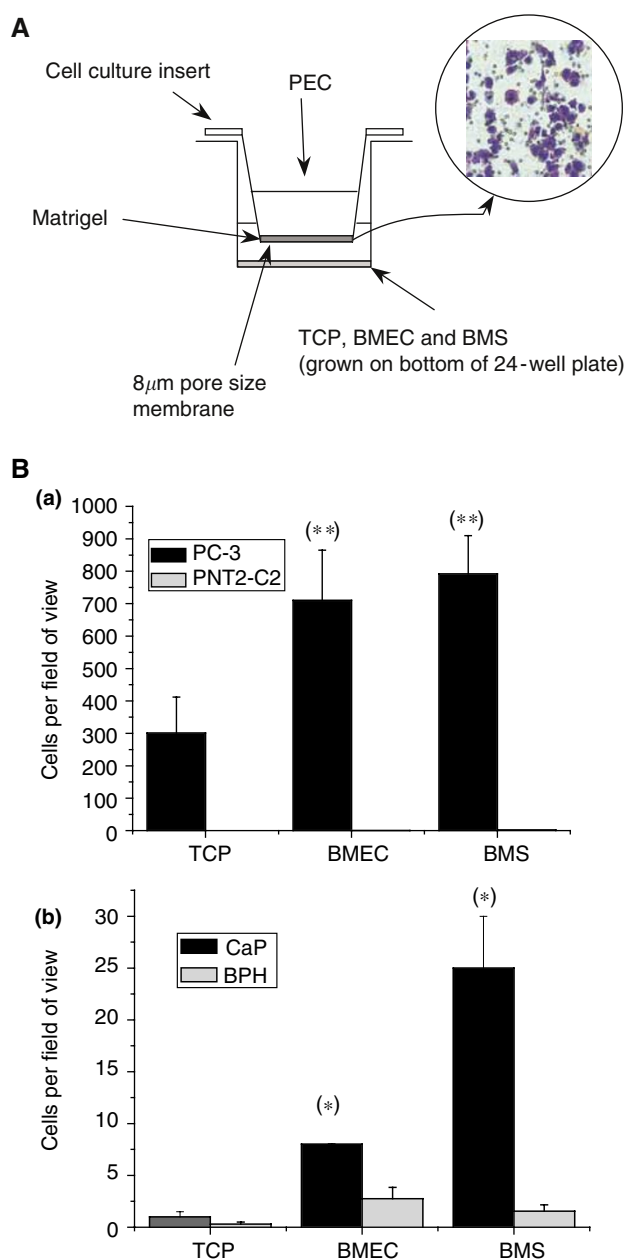 A
Cell culture insert
PEC
Matrigel
TCP, BMEC and BMS
(grown on bottom of 24-well plate)
8μm pore size
membrane
B
(a)
1000
900
800
700
600
500
400
300
200
100
0
Cells per field of view
PC-3
PNT2-C2
(**)
(**)
TCP
BMEC
BMS
(b)
30
25
20
15
10
5
0
Cells per field of view
CaP
BPH
(*)
(*)
TCP
BMEC
BMS